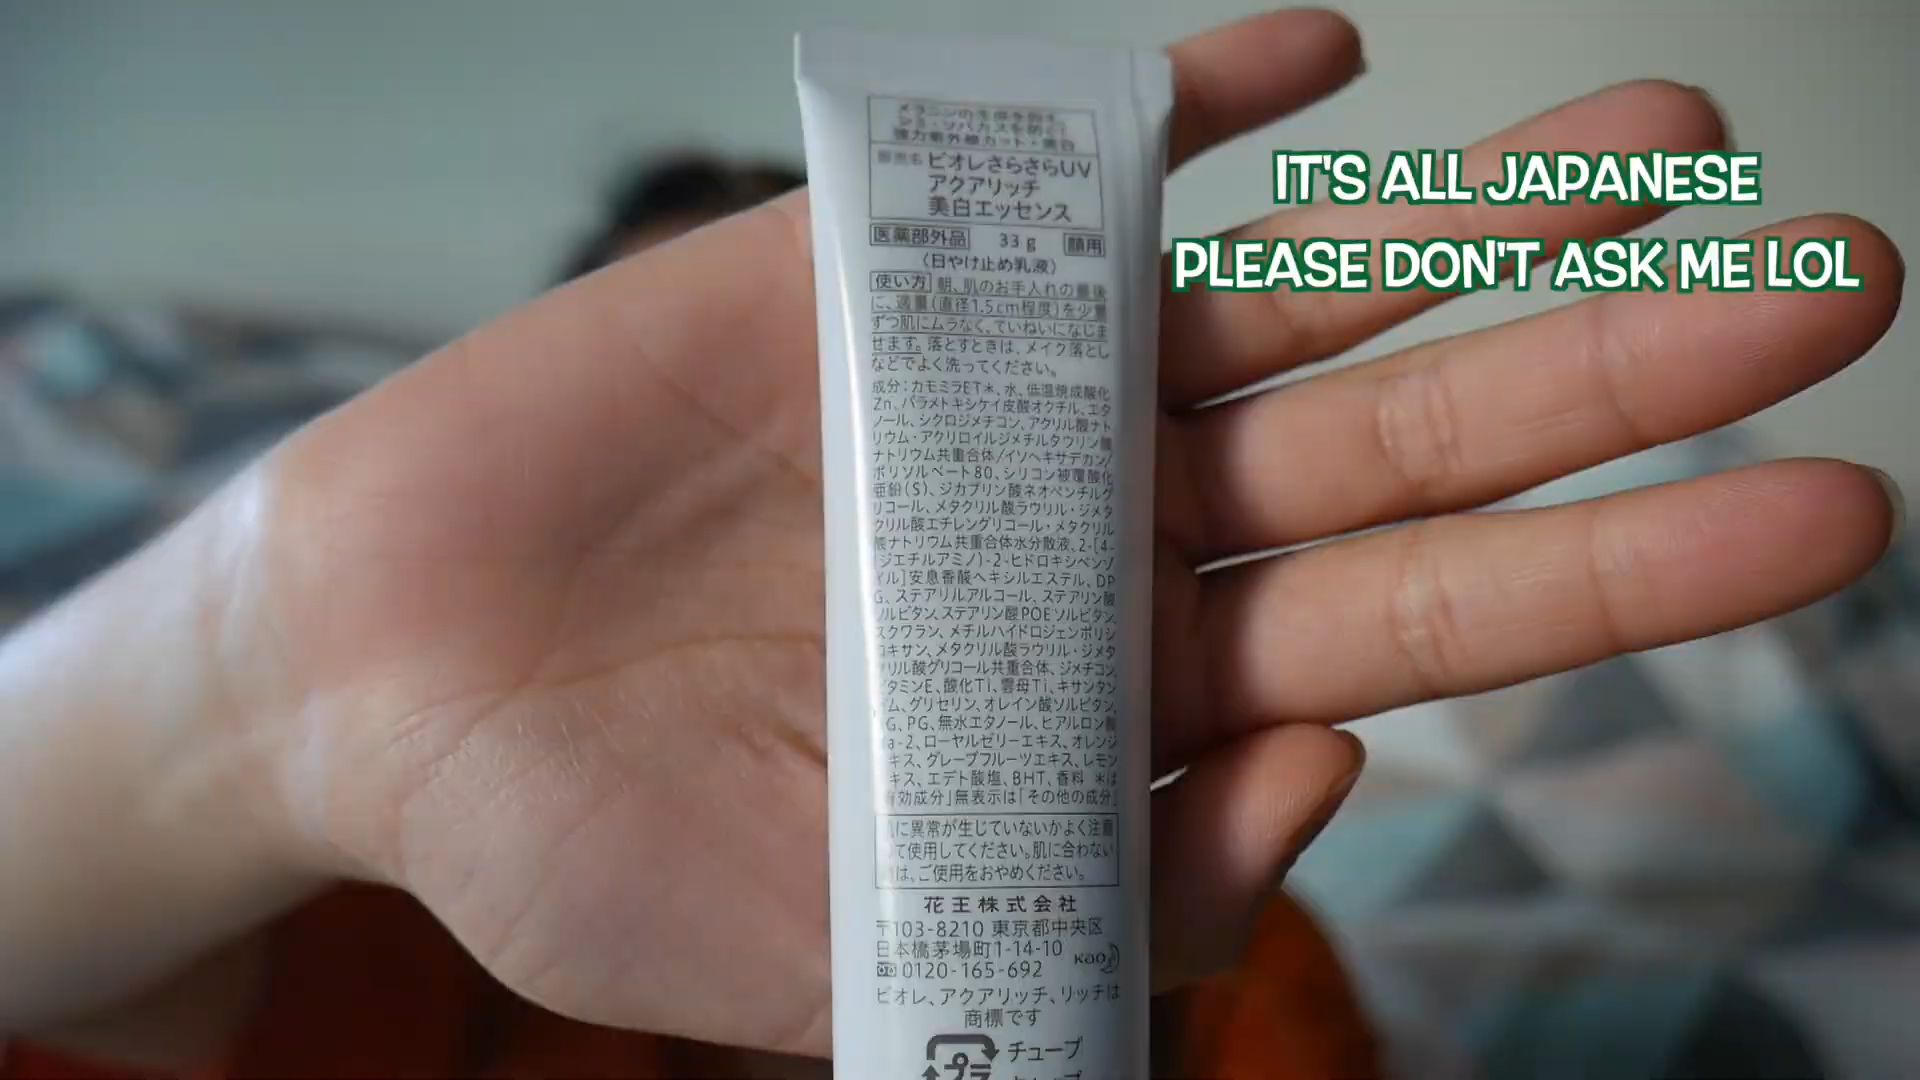 メラニンの生成を抑え、
シミ・ソバカスを防ぐ!
強力紫外線カット・美白
販売名 ビオレさらさらUV
アクアリッチ
美白エッセンス
医薬部外品 33g 顔用
(日やけ止め乳液)
使い方 朝、肌のお手入れの最後
に、適量(直径1.5cm程度)を少量
ずつ肌にムラなく、ていねいになじま
せます。落とすときは、メイク落とし
などでよく洗ってください。
成分:カモミラET*、水、低温焼成酸化
Zn、パラメトキシケイ皮酸オクチル、エタ
ノール、シクロジメチコン、アクリル酸ナト
リウム・アクリロイルジメチルタウリン酸
ナトリウム共重合体/イソヘキサデカン/
ポリソルベート80、シリコン被覆酸化
亜鉛(S)、ジカプリン酸ネオペンチルグ
リコール、メタクリル酸ラウリル・ジメタ
クリル酸エチレングリコール・メタクリル
酸ナトリウム共重合体水分散液、2-[4-
(ジエチルアミノ)-2-ヒドロキシベンゾ
イル]安息香酸ヘキシルエステル、DP
G、ステアリルアルコール、ステアリン酸
ソルビタン、ステアリン酸POEソルビタン、
スクワラン、メチルハイドロジェンポリシ
ロキサン、メタクリル酸ラウリル・ジメタ
クリル酸グリコール共重合体、ジメチコン、
ビタミンE、酸化Ti、雲母Ti、キサンタン
ガム、グリセリン、オレイン酸ソルビタン、
G、PG、無水エタノール、ヒアルロン酸
a-2、ローヤルゼリーエキス、オレンジ
キス、グレープフルーツエキス、レモン
キス、エデト酸塩、BHT、香料 *は
有効成分」無表示は「その他の成分」
に異常が生じていないかよく注意
て使用してください。肌に合わない
は、ご使用をおやめください。
花王株式会社
〒103-8210 東京都中央区
日本橋茅場町1-14-10
Kao
0120-165-692
ビオレ、アクアリッチ、リッチは
商標です
プラ チューブ
IT'S ALL JAPANESE
PLEASE DON'T ASK ME LOL